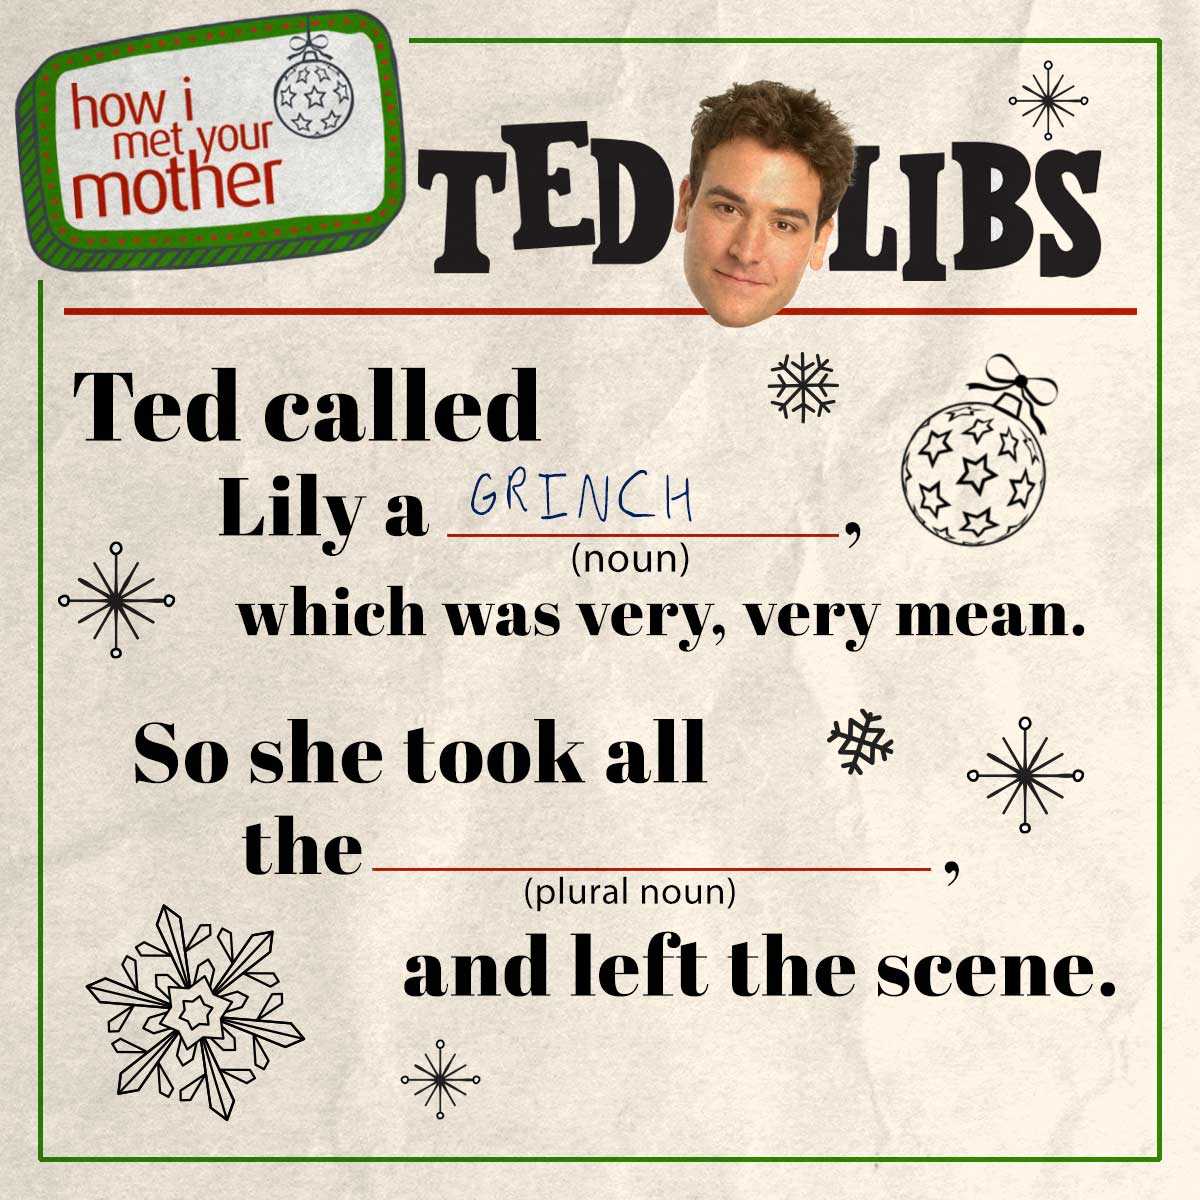 how i
met your
mother
TED LIBS
Ted called
Lily a GRINCH,
(noun)
which was very, very mean.
So she took all
the ,
(plural noun)
and left the scene.